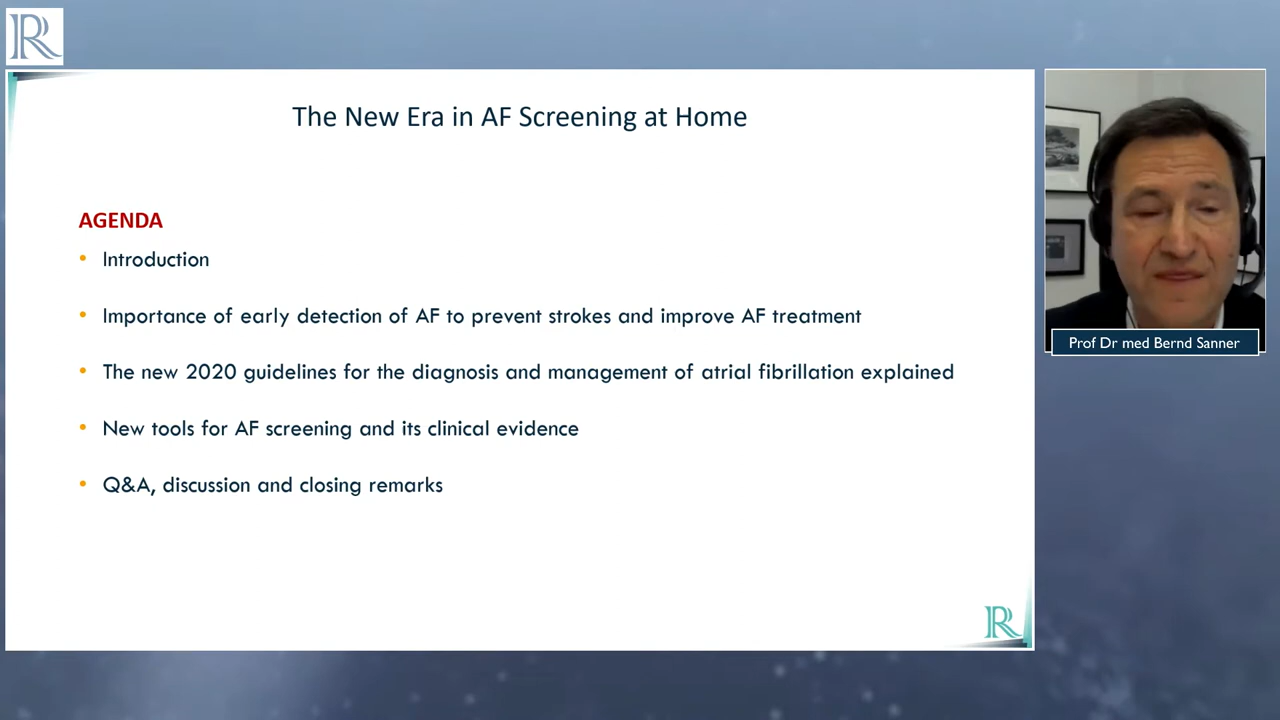 R
The New Era in AF Screening at Home
AGENDA
• Introduction
• Importance of early detection of AF to prevent strokes and improve AF treatment
• The new 2020 guidelines for the diagnosis and management of atrial fibrillation explained
• New tools for AF screening and its clinical evidence
• Q&A, discussion and closing remarks
Prof Dr med Bernd Sanner
R